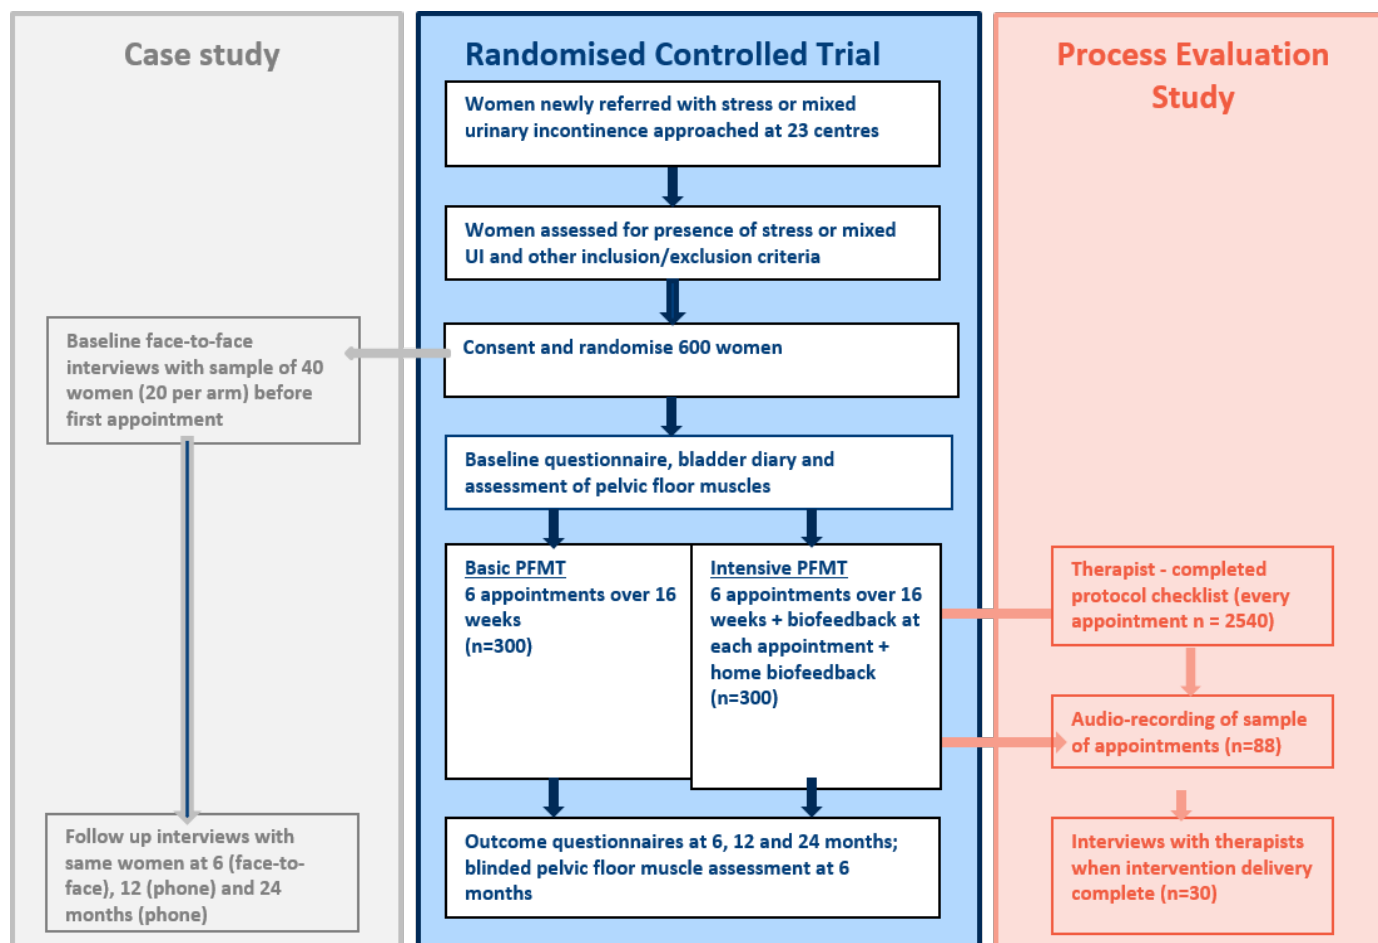 Case study
Baseline face-to-face
interviews with sample of 40
women (20 per arm) before
first appointment
Follow up interviews with
same women at 6 (face-to-
face), 12 (phone) and 24
months (phone)
Randomised Controlled Trial
Women newly referred with stress or mixed
urinary incontinence approached at 23 centres
Women assessed for presence of stress or mixed
UI and other inclusion/exclusion criteria
Consent and randomise 600 women
Baseline questionnaire, bladder diary and
assessment of pelvic floor muscles
Basic PFMT
6 appointments over 16
weeks
(n=300)
Intensive PFMT
6 appointments over 16
weeks + biofeedback at
each appointment +
home biofeedback
(n=300)
Outcome questionnaires at 6, 12 and 24 months;
blinded pelvic floor muscle assessment at 6
months
Process Evaluation
Study
Therapist - completed
protocol checklist (every
appointment n = 2540)
Audio-recording of sample
of appointments (n=88)
Interviews with therapists
when intervention delivery
complete (n=30)